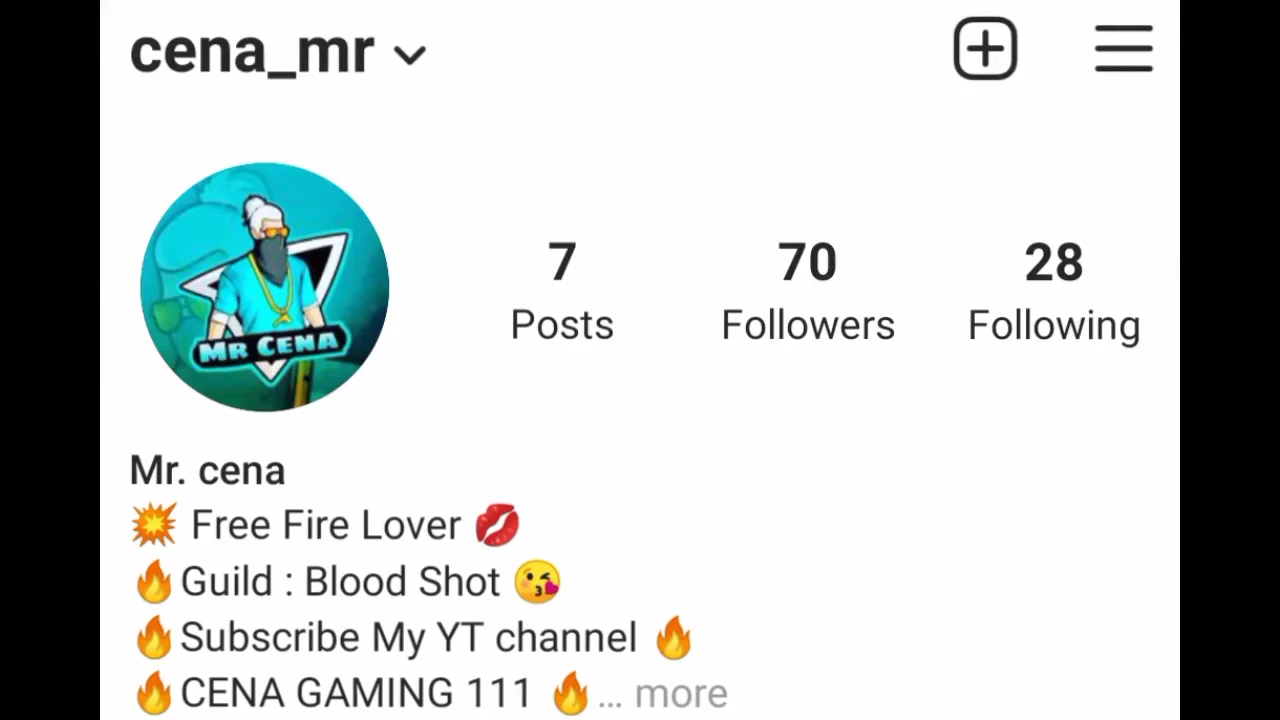 cena_mr
7 70 28
Posts Followers Following
MR CENA
Mr. cena
💥 Free Fire Lover 💋
🔥Guild : Blood Shot 😘
🔥Subscribe My YT channel 🔥
🔥CENA GAMING 111 🔥... more